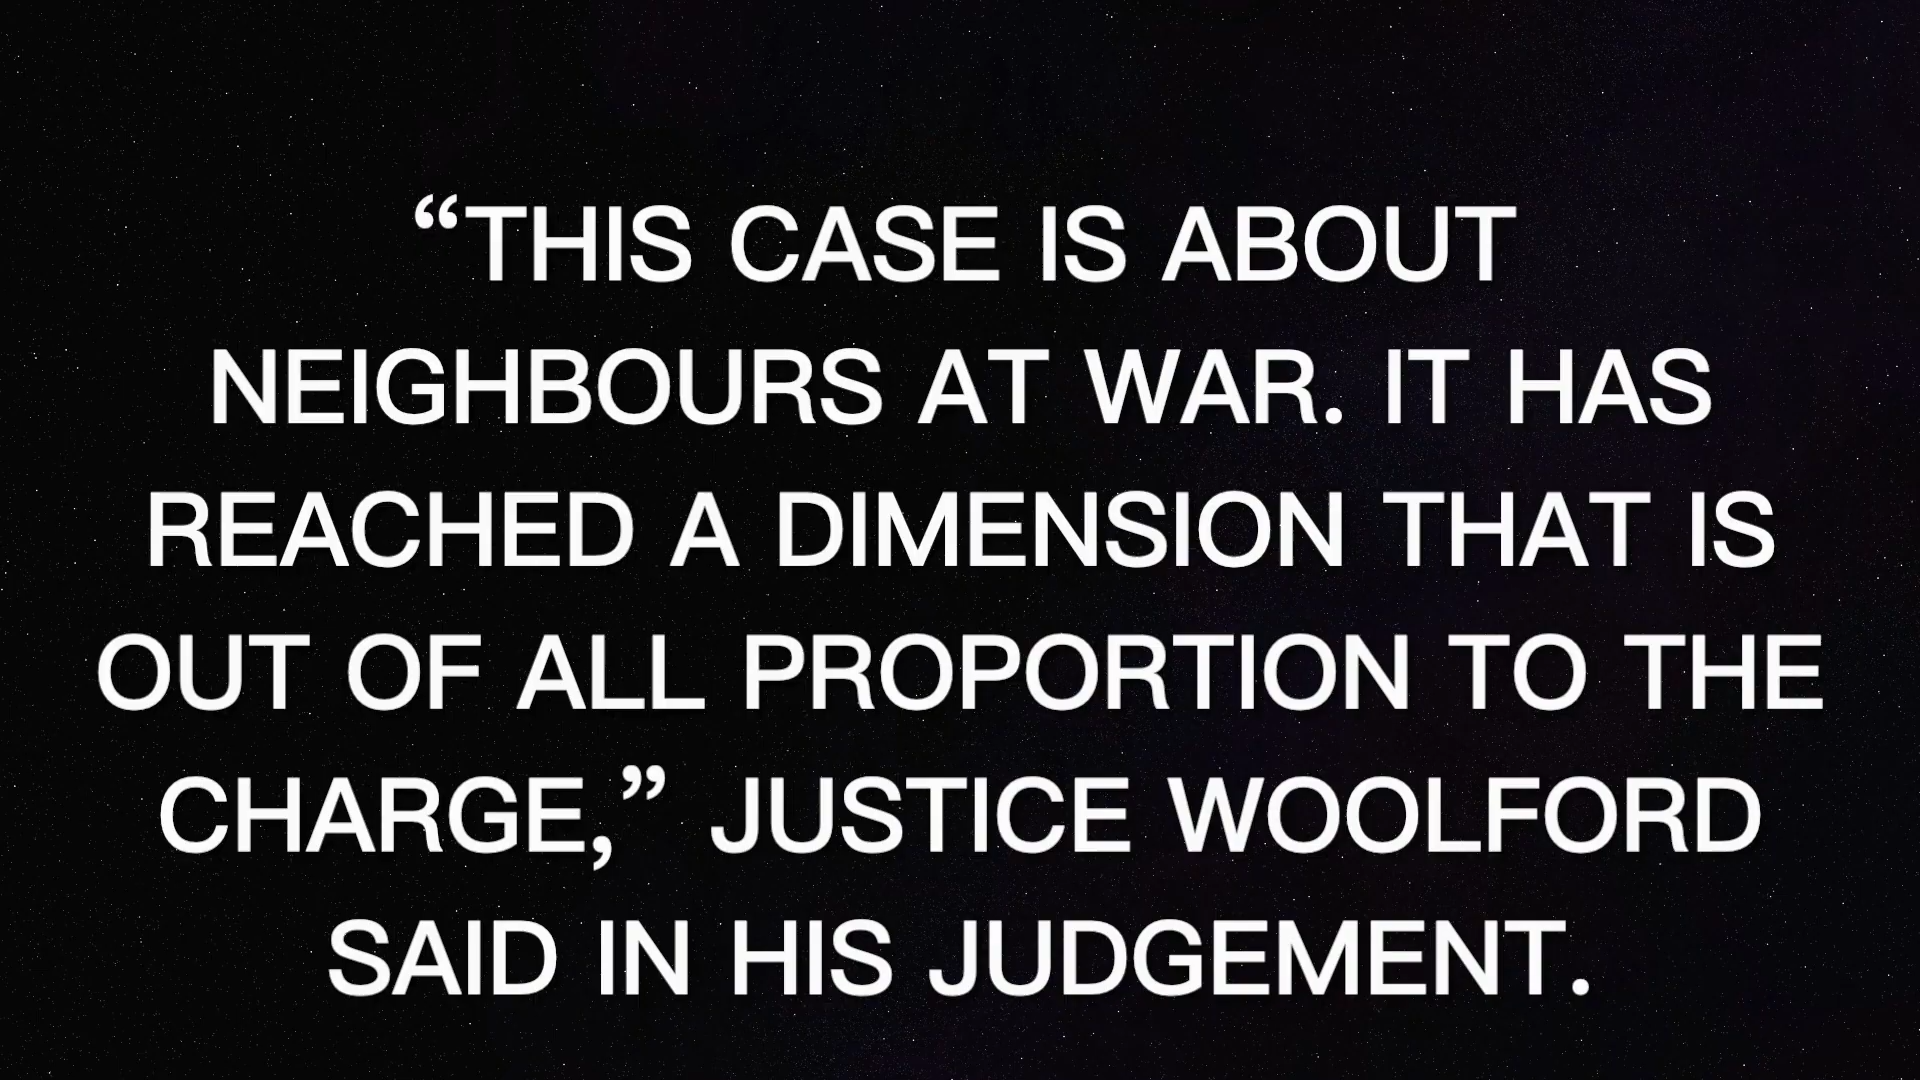 “THIS CASE IS ABOUT
NEIGHBOURS AT WAR. IT HAS
REACHED A DIMENSION THAT IS
OUT OF ALL PROPORTION TO THE
CHARGE,” JUSTICE WOOLFORD
SAID IN HIS JUDGEMENT.